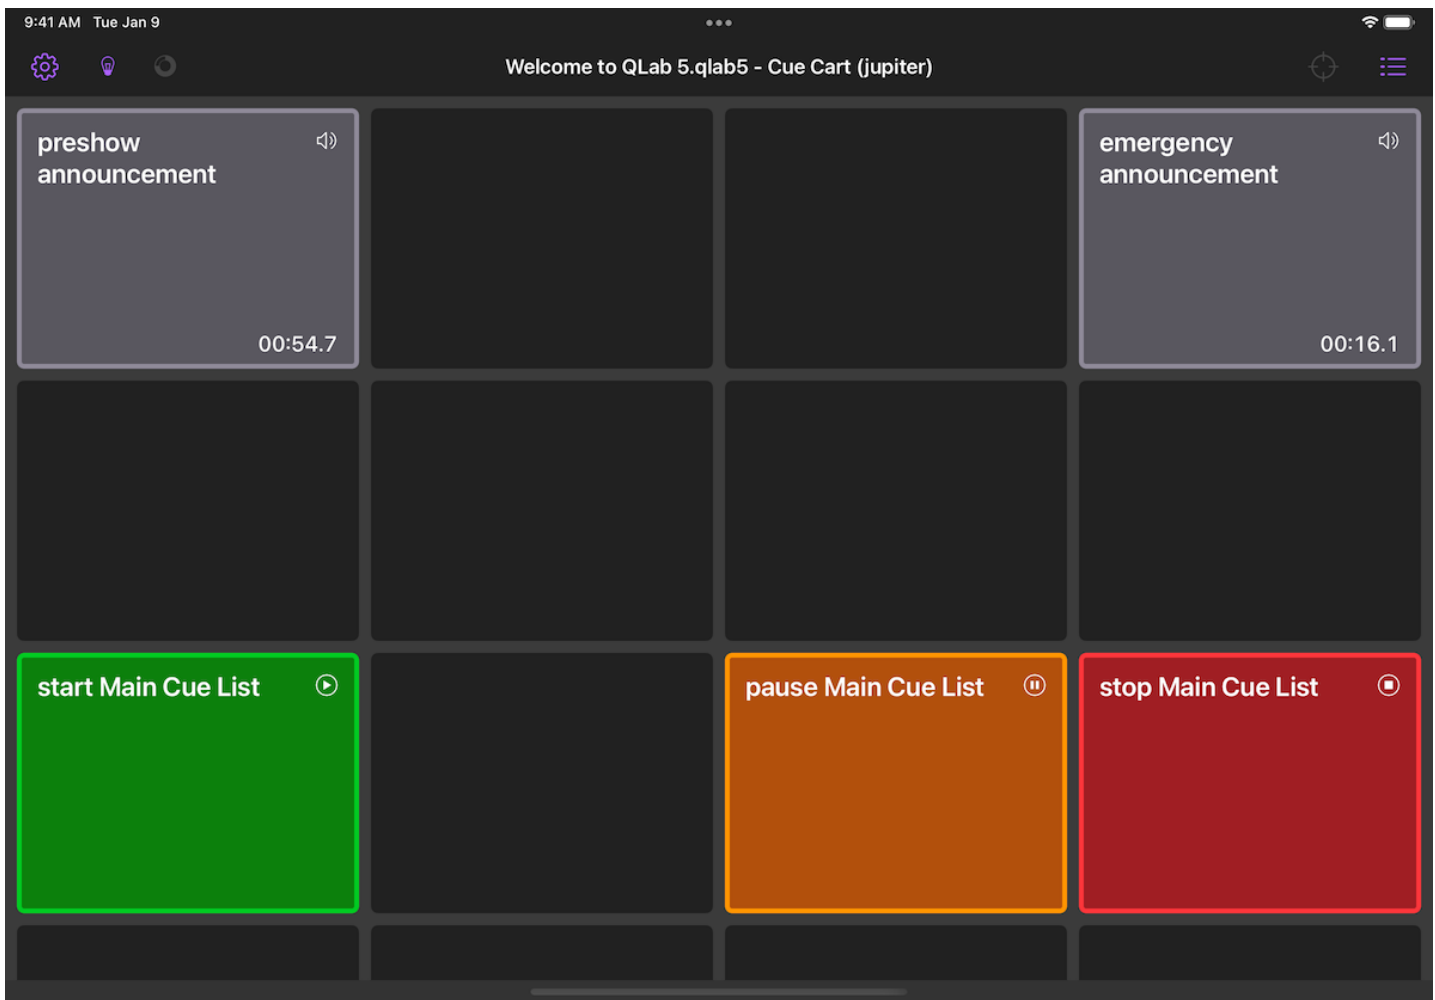 9:41 AM Tue Jan 9
Welcome to QLab 5.qlab5 - Cue Cart (jupiter)
preshow
announcement
00:54.7
emergency
announcement
00:16.1
start Main Cue List
pause Main Cue List
stop Main Cue List